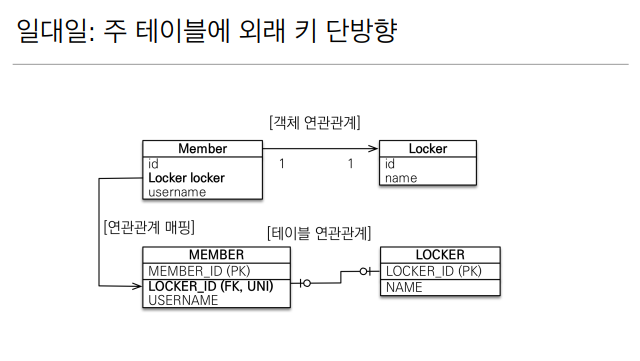 일대일: 주 테이블에 외래 키 단방향
[객체 연관관계]
Member
id
Locker locker
username
1
1
Locker
id
name
[연관관계 매핑]
[테이블 연관관계]
MEMBER
MEMBER_ID (PK)
LOCKER_ID (FK, UNI)
USERNAME
LOCKER
LOCKER_ID (PK)
NAME